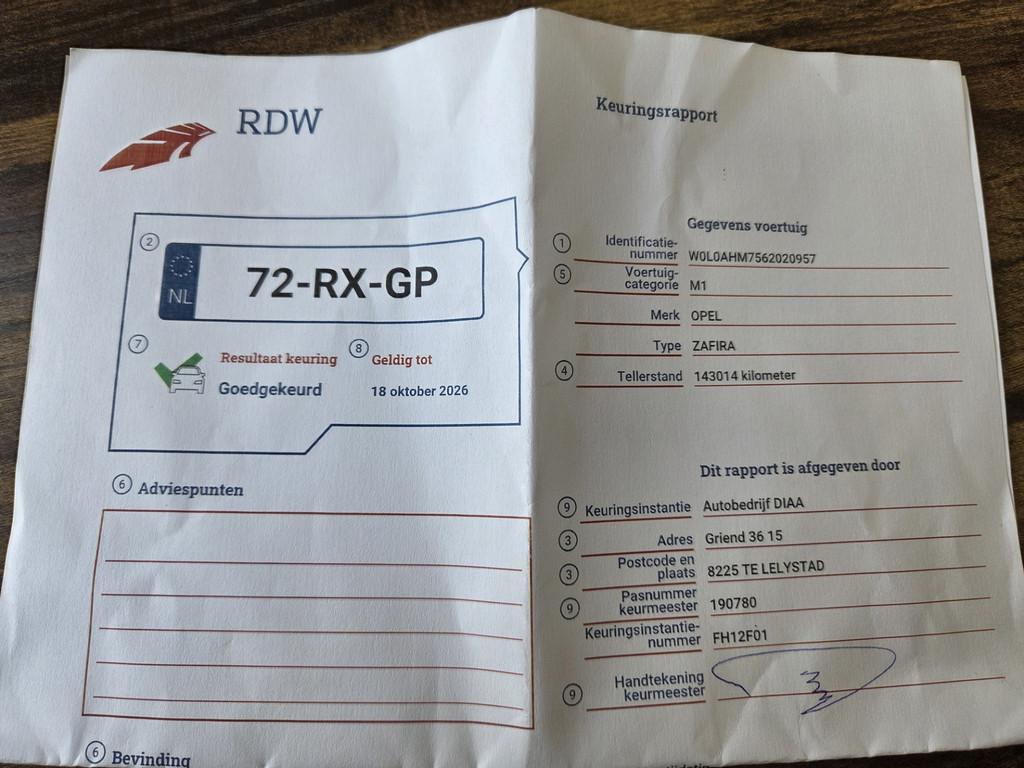 RDW
Keuringsrapport
2
NL
72-RX-GP
7
Resultaat keuring
Goedgekeurd
8
Geldig tot
18 oktober 2026
6 Adviespunten
6 Bevinding
Gegevens voertuig
1 Identificatie-
nummer W0L0AHM7562020957
5 Voertuig-
categorie M1
Merk OPEL
Type ZAFIRA
4 Tellerstand 143014 kilometer
Dit rapport is afgegeven door
9 Keuringsinstantie Autobedrijf DIAA
3 Adres Griend 36 15
3 Postcode en
plaats 8225 TE LELYSTAD
9 Pasnummer
keurmeester 190780
Keuringsinstantie-
nummer FH12F01
9 Handtekening
keurmeester